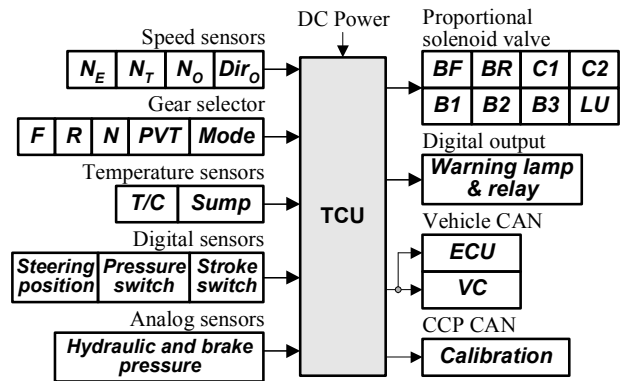 DC Power
Speed sensors
N_E N_T N_O Dir_O
Gear selector
F R N PVT Mode
Temperature sensors
T/C Sump
Digital sensors
Steering position
Pressure switch
Stroke switch
Analog sensors
Hydraulic and brake
pressure
TCU
Proportional
solenoid valve
BF BR C1 C2
B1 B2 B3 LU
Digital output
Warning lamp
& relay
Vehicle CAN
ECU
VC
CCP CAN
Calibration